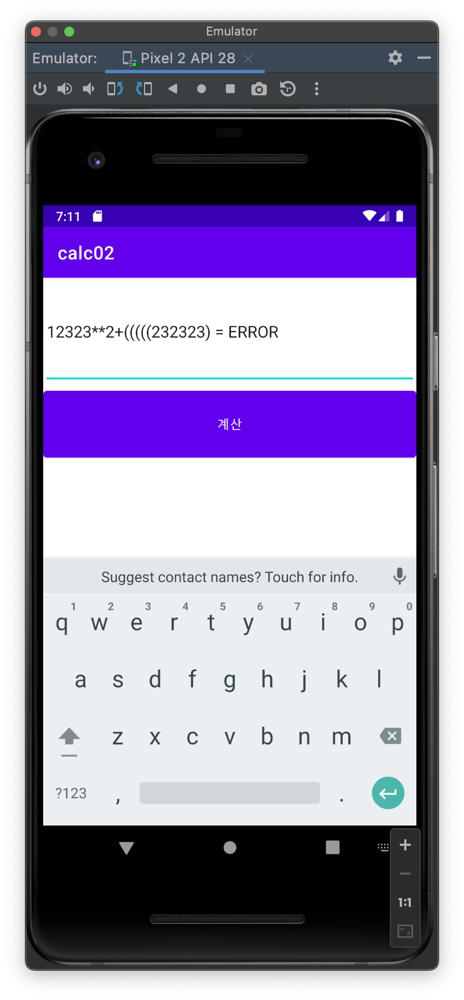 Emulator
Emulator: Pixel 2 API 28
7:11
calc02
12323**2+(((((232323) = ERROR
계산
Suggest contact names? Touch for info.
1 2 3 4 5 6 7 8 9 0
q w e r t y u i o p
a s d f g h j k l
z x c v b n m
?123 , .
1:1